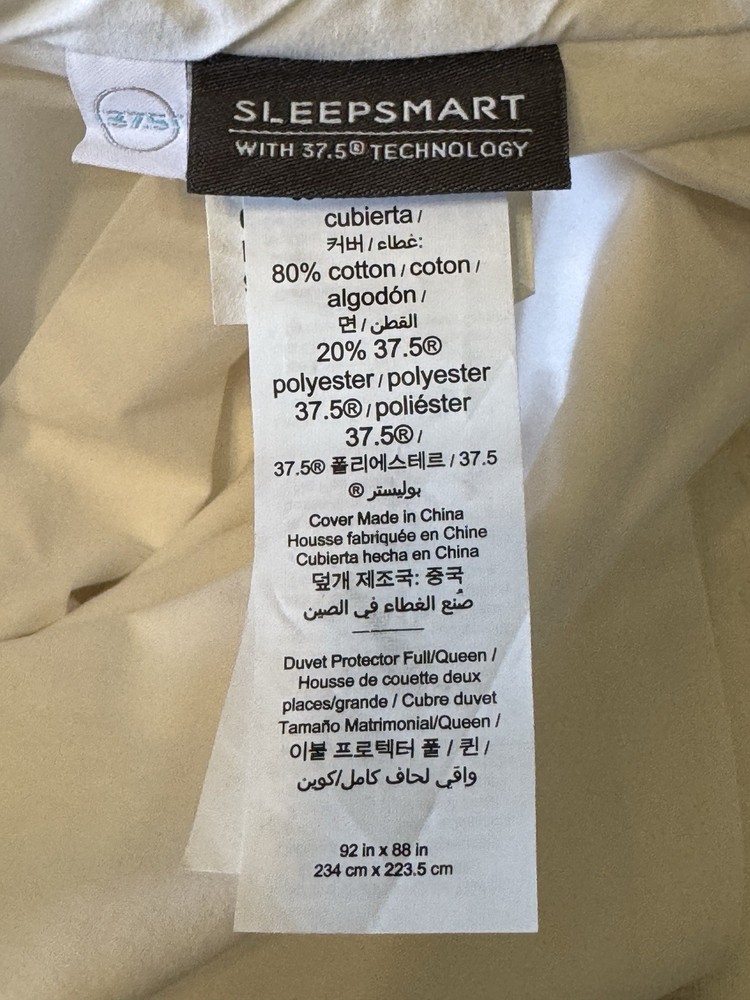 37.5
SLEEPSMART
WITH 37.5® TECHNOLOGY
cubierta /
커버 / غطاء:
80% cotton / coton /
algodón /
면 / القطن
20% 37.5®
polyester / polyester
37.5® / poliéster
37.5® /
37.5® 폴리에스테르 / 37.5
® بوليستر
Cover Made in China
Housse fabriquée en Chine
Cubierta hecha en China
덮개 제조국: 중국
صُنع الغطاء في الصين
Duvet Protector Full/Queen /
Housse de couette deux
places/grande / Cubre duvet
Tamaño Matrimonial/Queen /
이불 프로텍터 풀 / 퀸 /
واقي لحاف كامل/كوين
92 in x 88 in
234 cm x 223.5 cm